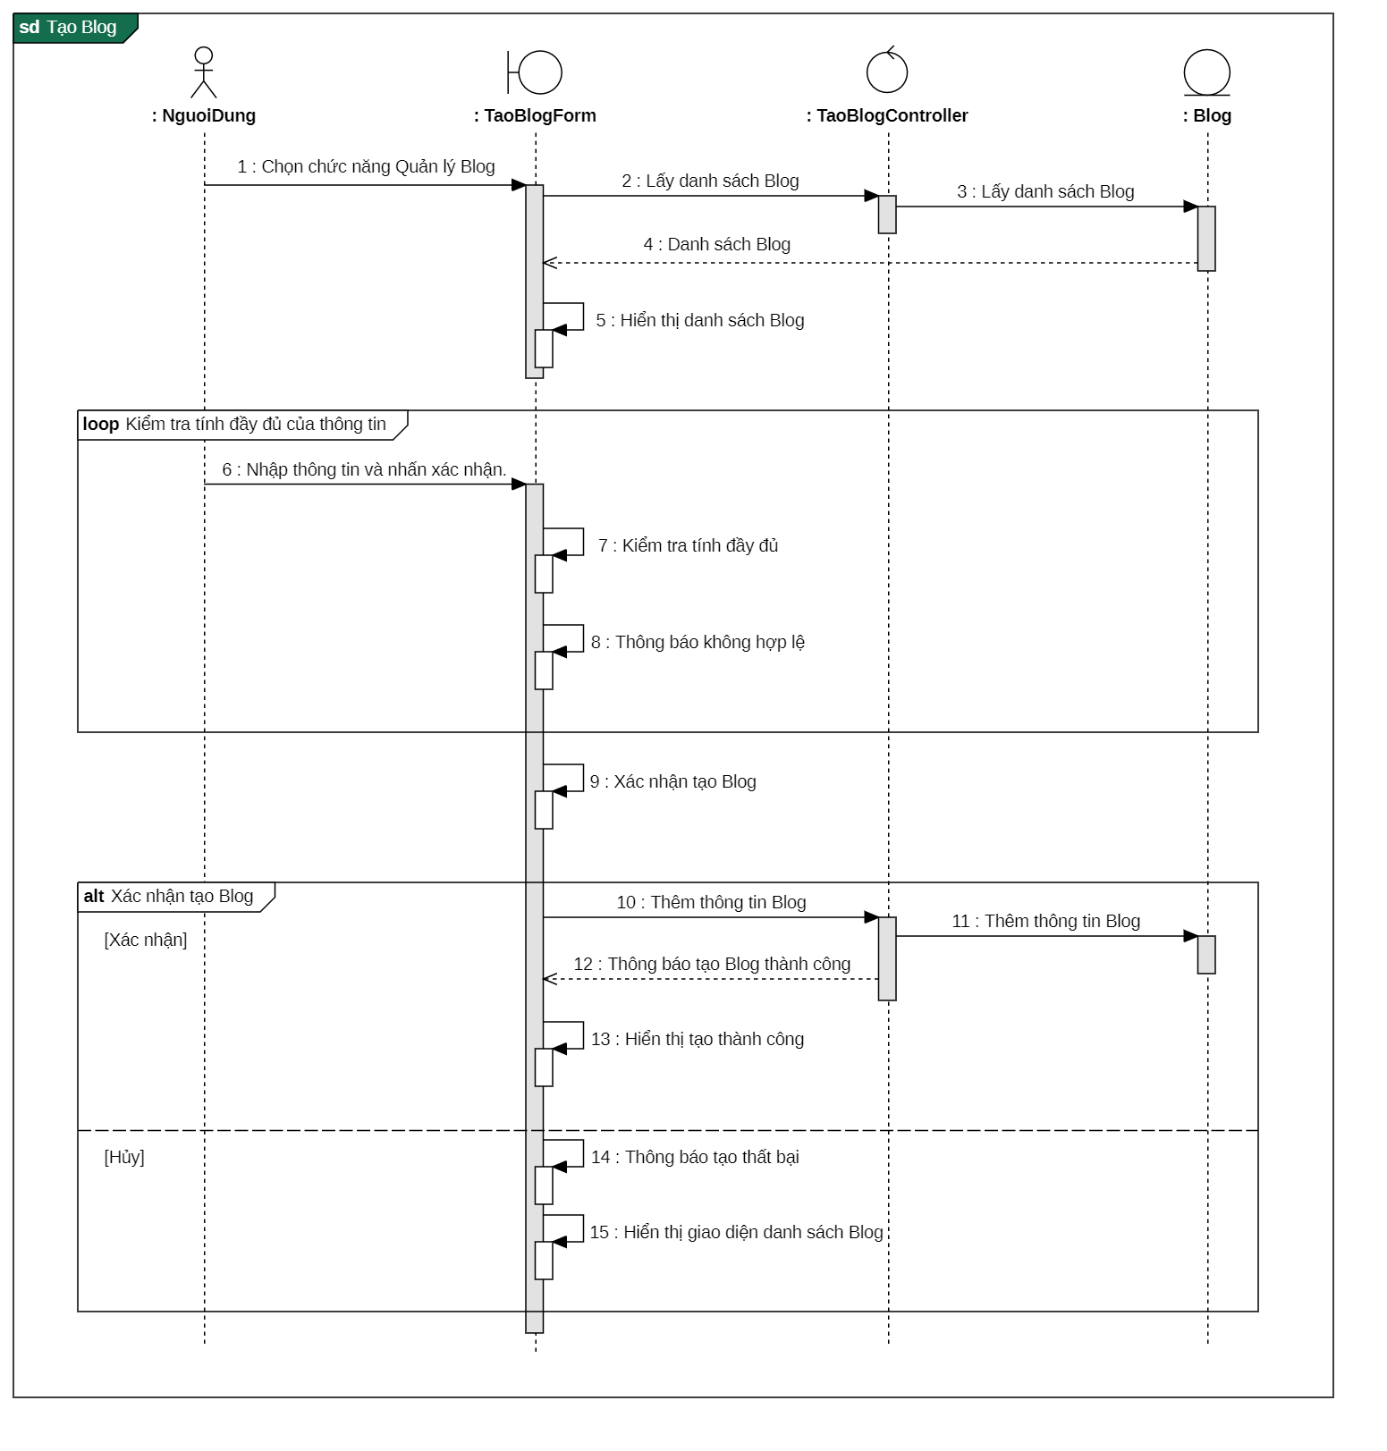 sd Tạo Blog
: NguoiDung
: TaoBlogForm
: TaoBlogController
: Blog
1 : Chọn chức năng Quản lý Blog
2 : Lấy danh sách Blog
3 : Lấy danh sách Blog
4 : Danh sách Blog
5 : Hiển thị danh sách Blog
loop Kiểm tra tính đầy đủ của thông tin
6 : Nhập thông tin và nhấn xác nhận.
7 : Kiểm tra tính đầy đủ
8 : Thông báo không hợp lệ
9 : Xác nhận tạo Blog
alt Xác nhận tạo Blog
10 : Thêm thông tin Blog
11 : Thêm thông tin Blog
[Xác nhận]
12 : Thông báo tạo Blog thành công
13 : Hiển thị tạo thành công
[Hủy]
14 : Thông báo tạo thất bại
15 : Hiển thị giao diện danh sách Blog